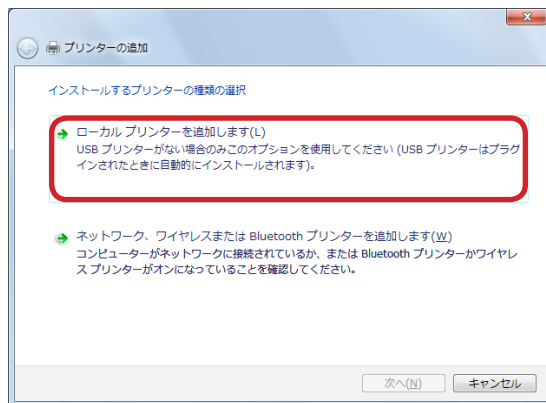 プリンターの追加
インストールするプリンターの種類の選択
ローカル プリンターを追加します(L)
USB プリンターがない場合のみこのオプションを使用してください (USB プリンターはプラグ
インされたときに自動的にインストールされます)。
ネットワーク、ワイヤレスまたは Bluetooth プリンターを追加します(W)
コンピューターがネットワークに接続されているか、または Bluetooth プリンターかワイヤレ
ス プリンターがオンになっていることを確認してください。
次へ(N)
キャンセル